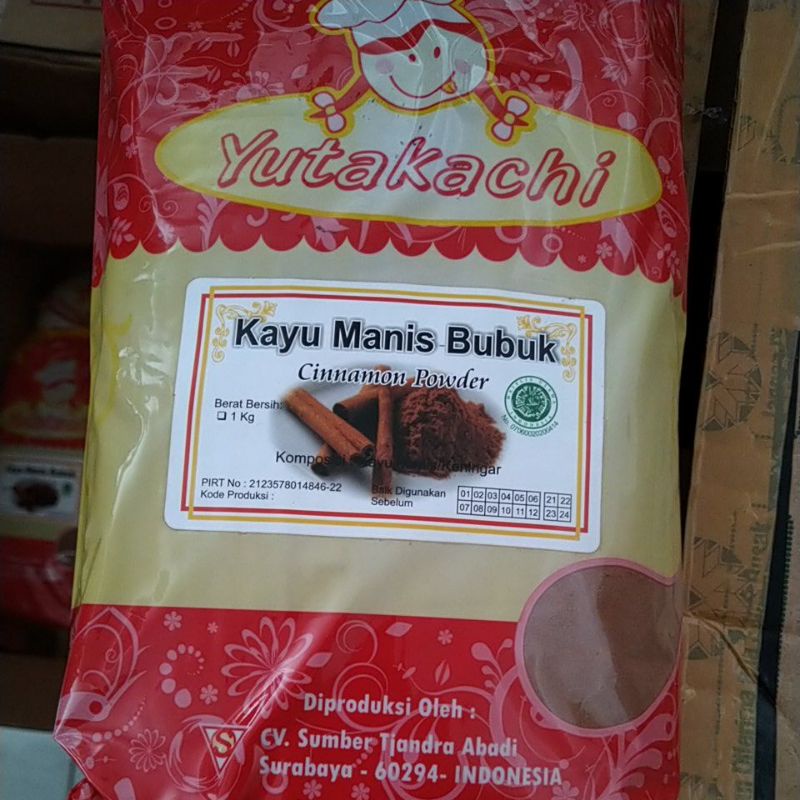 Yutakachi
Kayu Manis Bubuk
Cinnamon Powder
Berat Bersih:
1 Kg
No. 07060020200414
PIRT No : 2123578014846-22
Kode Produksi :
Baik Digunakan
Sebelum
01 02 03 04 05 06 21 22
07 08 09 10 11 12 23 24
Diproduksi Oleh :
S
CV. Sumber Tjandra Abadi
Surabaya - 60294- INDONESIA